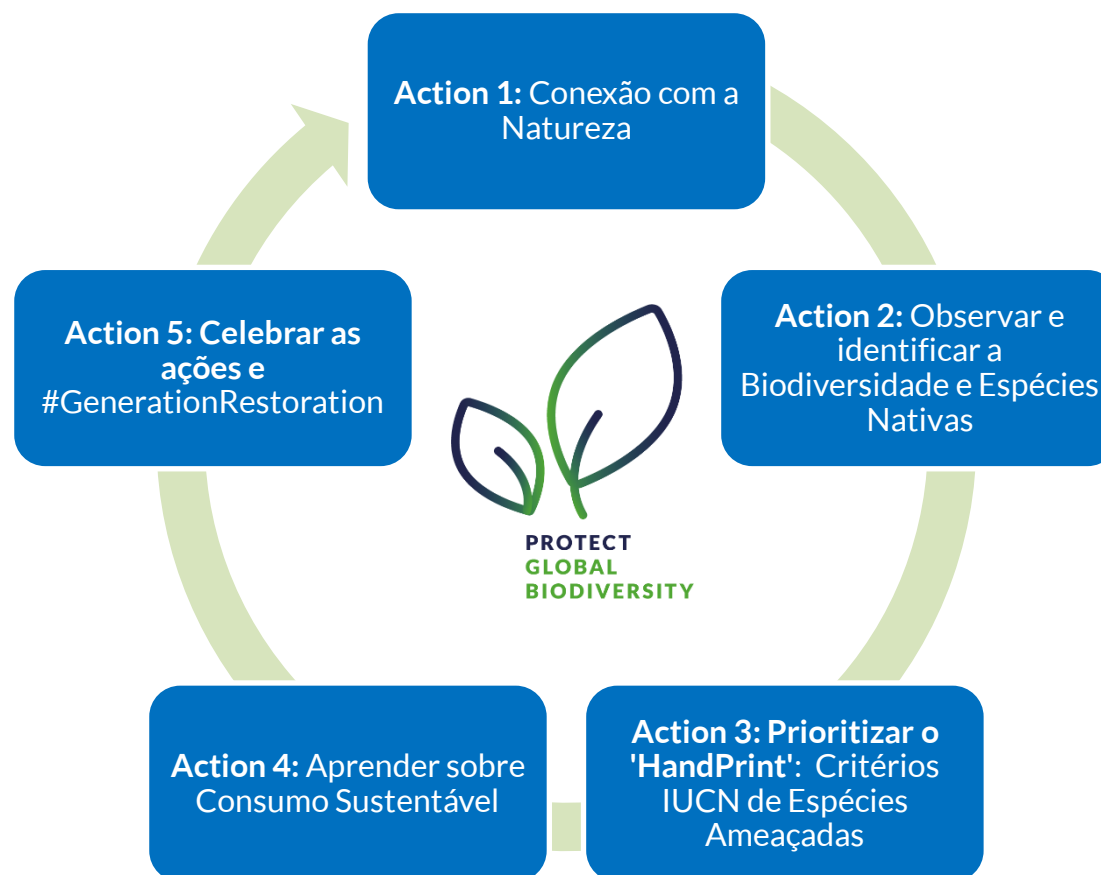 Action 1: Conexão com a
Natureza
Action 2: Observar e
identificar a
Biodiversidade e Espécies
Nativas
Action 3: Prioritizar o
'HandPrint': Critérios
IUCN de Espécies
Ameaçadas
Action 4: Aprender sobre
Consumo Sustentável
Action 5: Celebrar as
ações e
#GenerationRestoration
PROTECT
GLOBAL
BIODIVERSITY